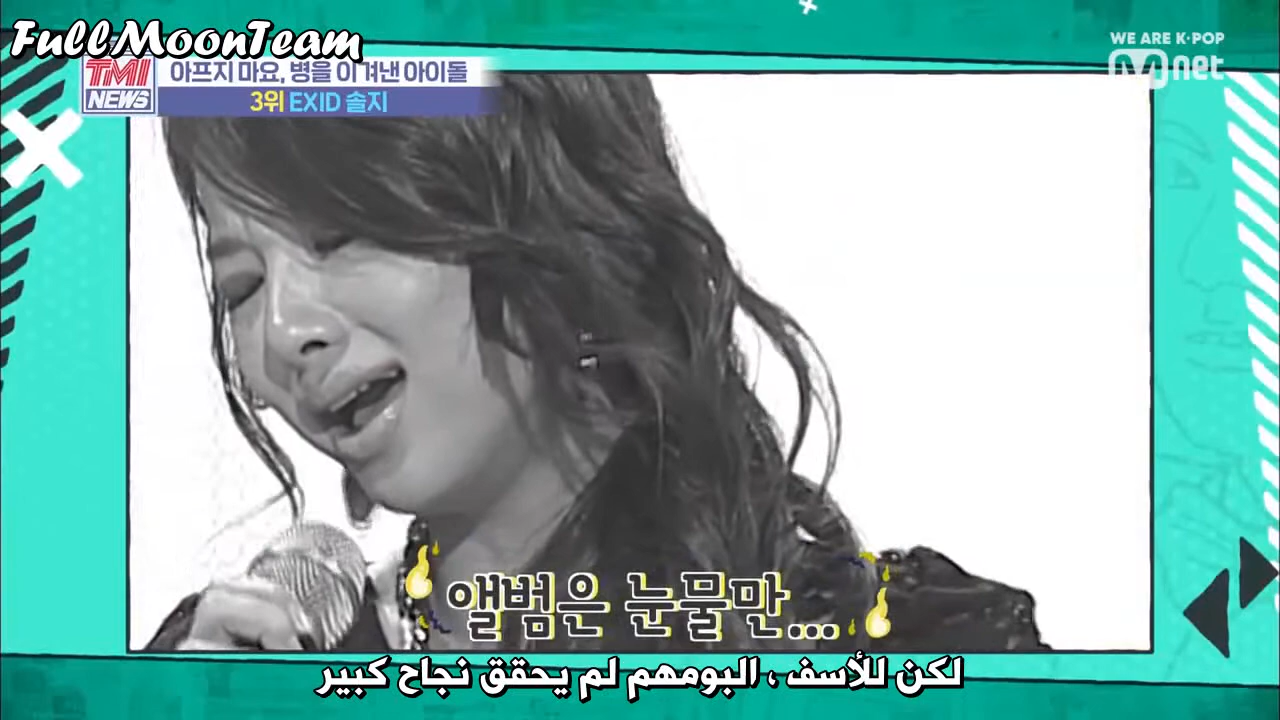 FullMoonTeam
WE ARE K·POP
Mnet
TMI
NEWS
아프지 마요, 병을 이겨낸 아이돌
3위 EXID 솔지
앨범은 눈물만...
لكن للأسف ، البومهم لم يحقق نجاح كبير